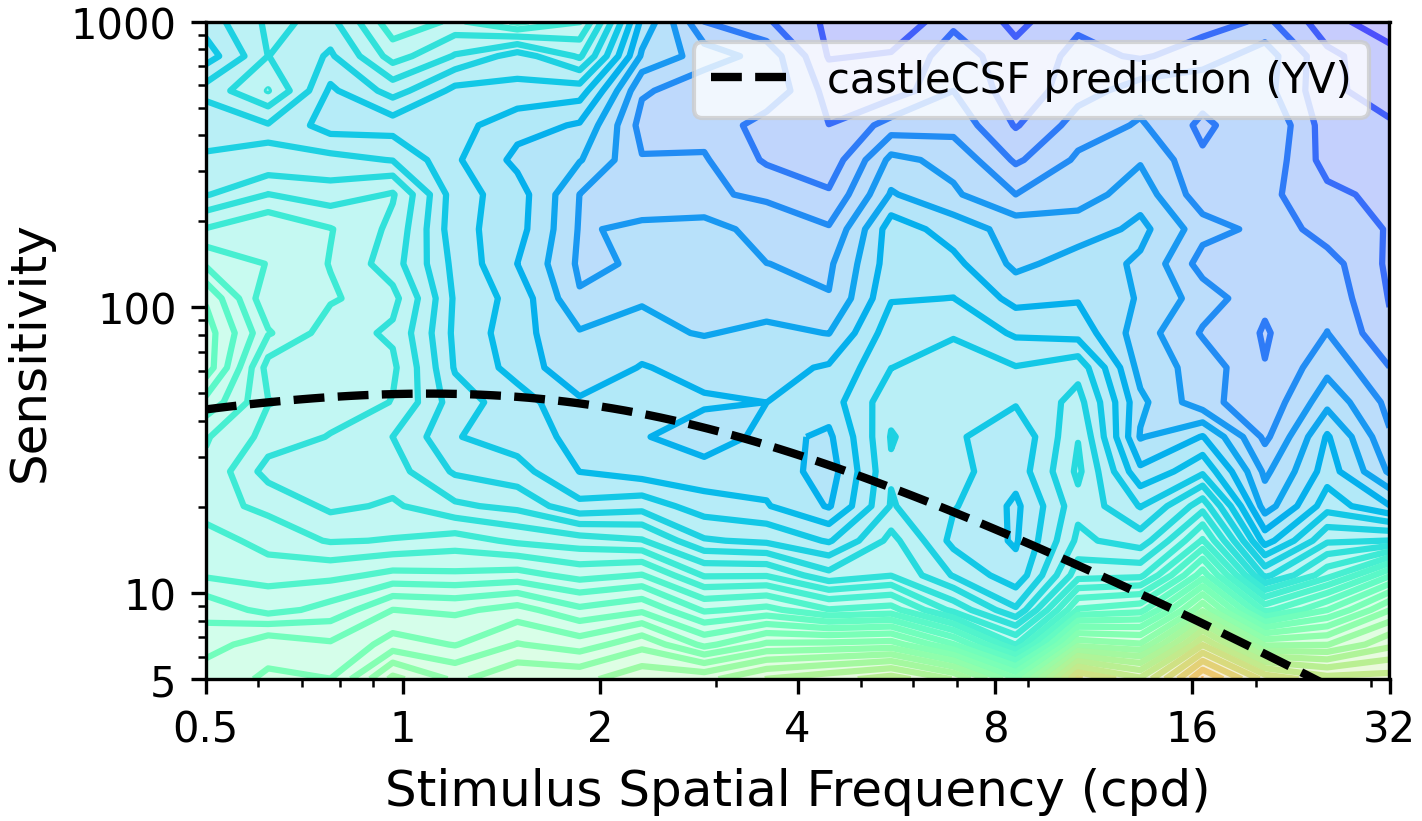 1000
castleCSF prediction (YV)
Sensitivity
100
10
5
0.5 1 2 4 8 16 32
Stimulus Spatial Frequency (cpd)